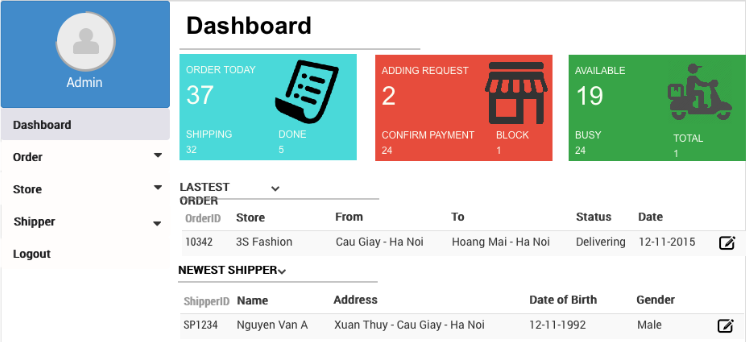 Admin
Dashboard
Order
Store
Shipper
Logout
Dashboard
ORDER TODAY
37
SHIPPING DONE
32 5
ADDING REQUEST
2
CONFIRM PAYMENT BLOCK
24 1
AVAILABLE
19
BUSY TOTAL
24 1
LASTEST
ORDER
OrderID Store From To Status Date
10342 3S Fashion Cau Giay - Ha Noi Hoang Mai - Ha Noi Delivering 12-11-2015
NEWEST SHIPPER
ShipperID Name Address Date of Birth Gender
SP1234 Nguyen Van A Xuan Thuy - Cau Giay - Ha Noi 12-11-1992 Male